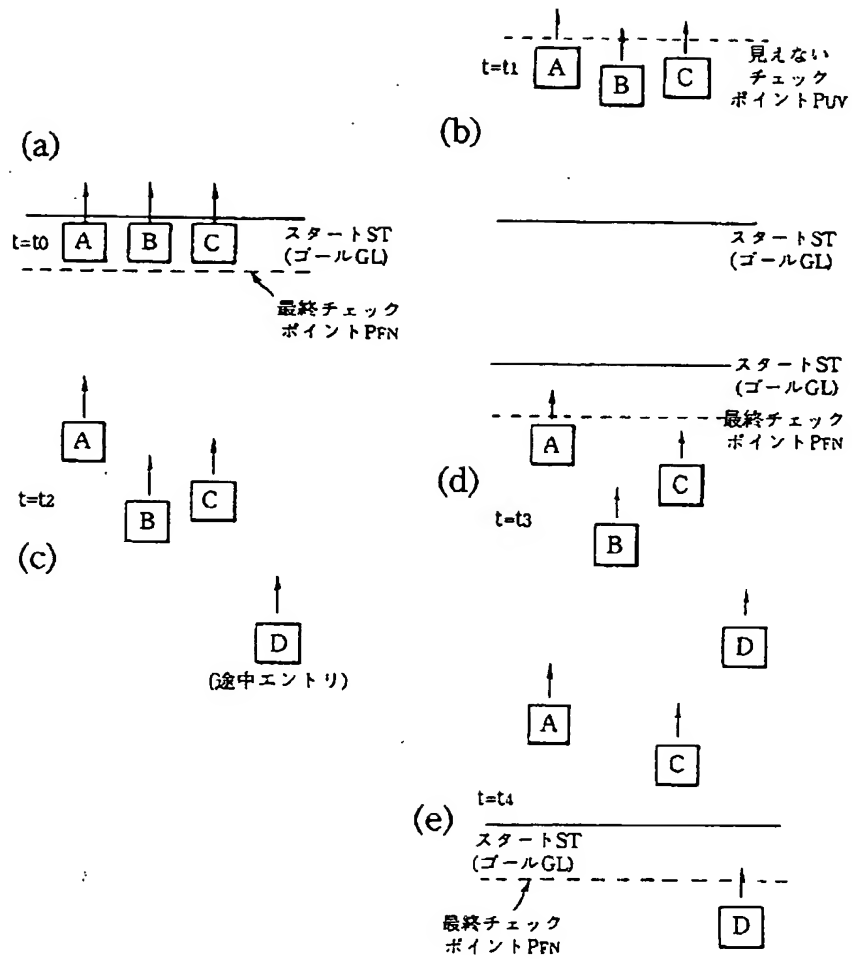 (a)
t=t0
A
B
C
スタートST
(ゴールGL)
最終チェック
ポイントPFN
t=t1
A
B
C
見えない
チェック
ポイントPUV
(b)
スタートST
(ゴールGL)
A
B
C
t=t2
(c)
D
(途中エントリ)
スタートST
(ゴールGL)
最終チェック
ポイントPFN
A
C
(d)
t=t3
B
D
A
C
t=t4
(e)
スタートST
(ゴールGL)
最終チェック
ポイントPFN
D